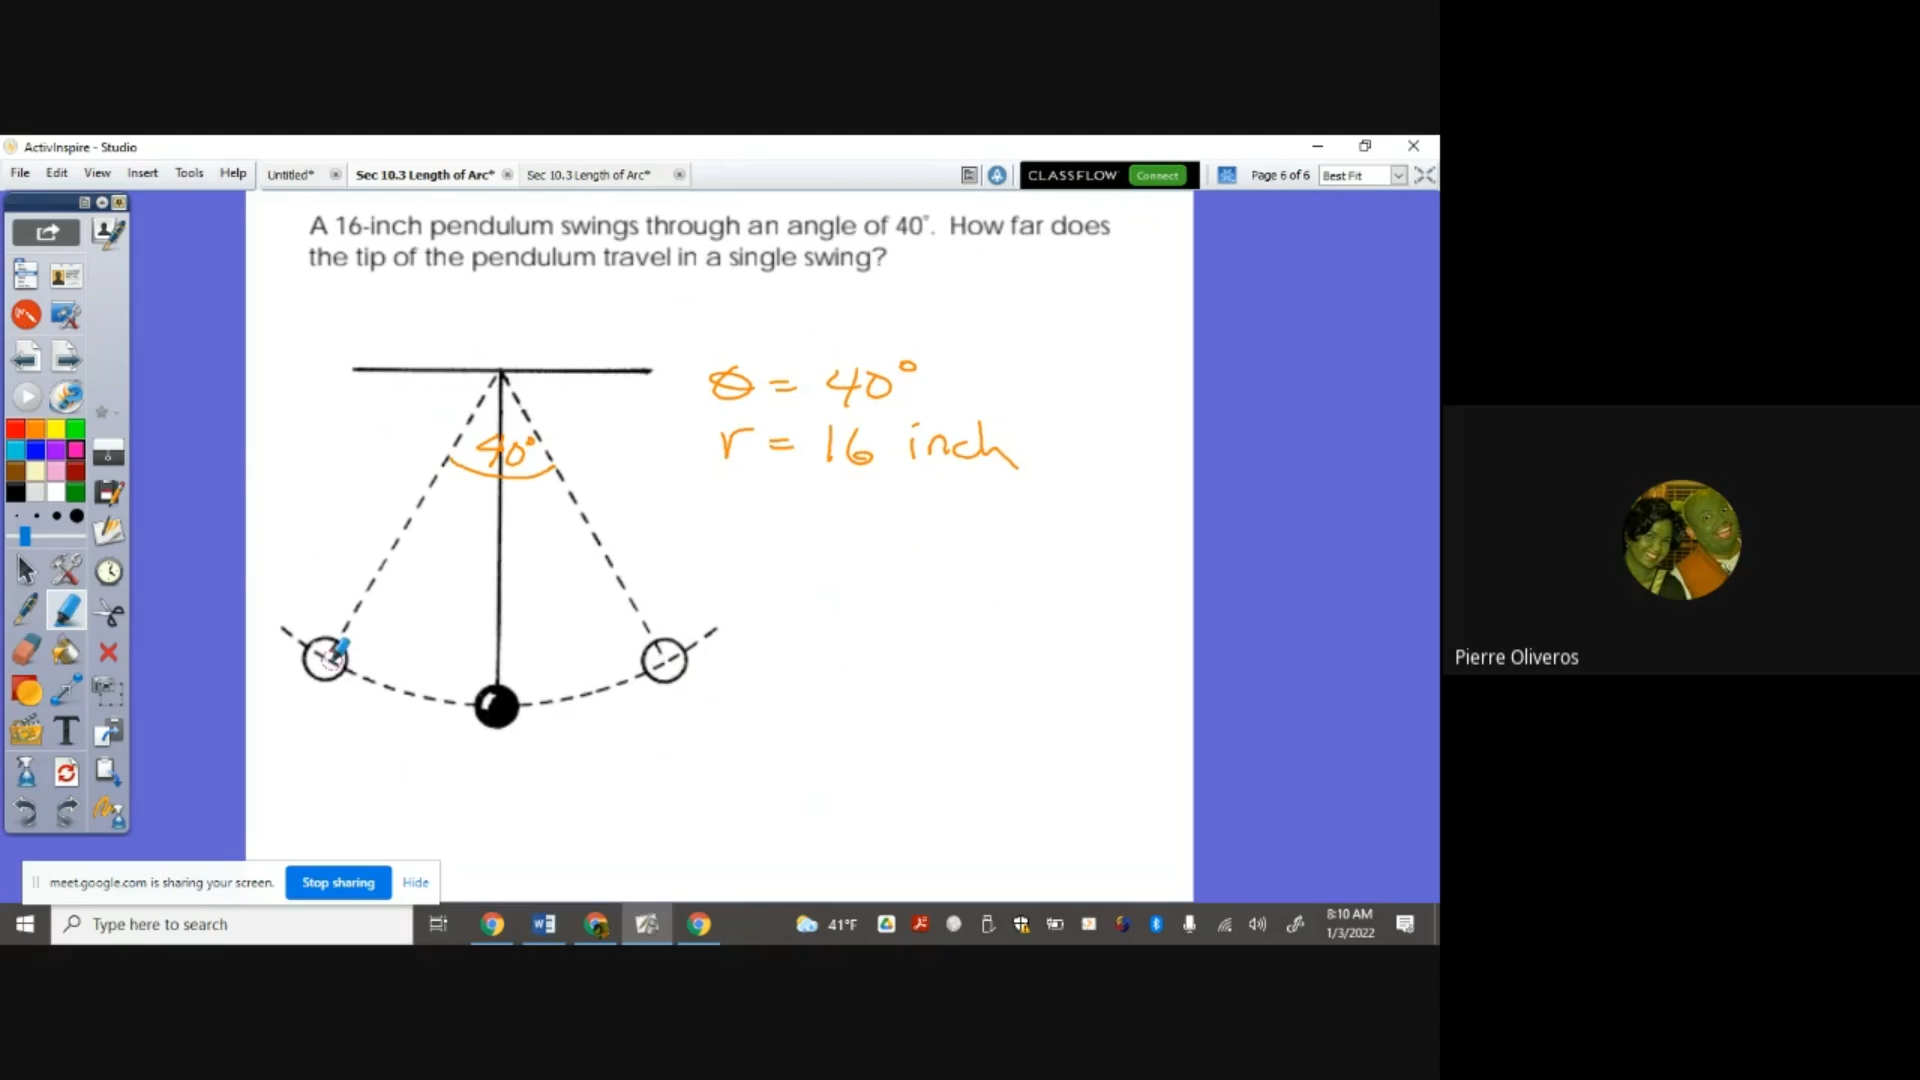 ActivInspire - Studio
File Edit View Insert Tools Help
Untitled* Sec 10.3 Length of Arc* Sec 10.3 Length of Arc*
CLASSFLOW Connect Page 6 of 6 Best Fit
A 16-inch pendulum swings through an angle of 40°. How far does
the tip of the pendulum travel in a single swing?
θ = 40°
r = 16 inch
40°
Pierre Oliveros
meet.google.com is sharing your screen. Stop sharing Hide
Type here to search
41°F
8:10 AM
1/3/2022